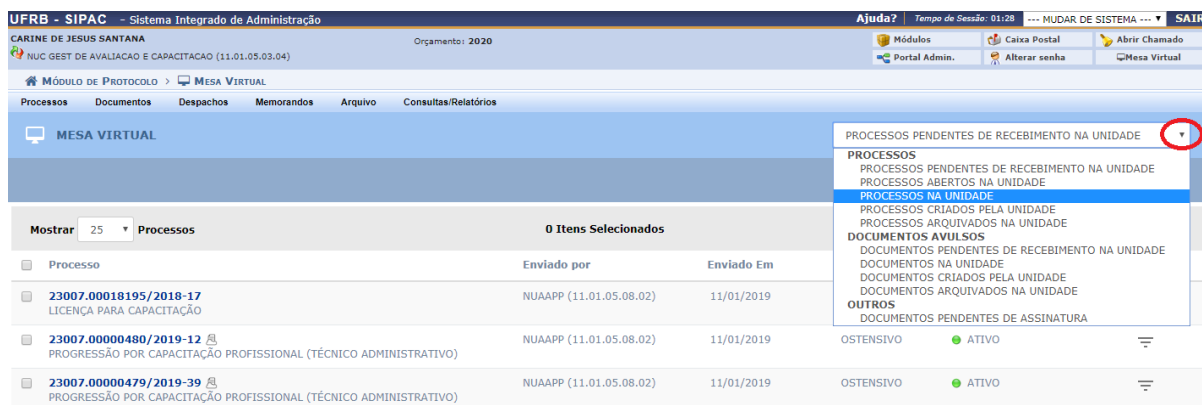 UFRB - SIPAC - Sistema Integrado de Administração
Ajuda? Tempo de Sessão: 01:28 --- MUDAR DE SISTEMA --- SAIR
CARINE DE JESUS SANTANA
Orçamento: 2020
Módulos Caixa Postal Abrir Chamado
NUC GEST DE AVALIACAO E CAPACITACAO (11.01.05.03.04)
Portal Admin. Alterar senha Mesa Virtual
MÓDULO DE PROTOCOLO > MESA VIRTUAL
Processos Documentos Despachos Memorandos Arquivo Consultas/Relatórios
MESA VIRTUAL
PROCESSOS PENDENTES DE RECEBIMENTO NA UNIDADE
PROCESSOS
PROCESSOS PENDENTES DE RECEBIMENTO NA UNIDADE
PROCESSOS ABERTOS NA UNIDADE
PROCESSOS NA UNIDADE
PROCESSOS CRIADOS PELA UNIDADE
PROCESSOS ARQUIVADOS NA UNIDADE
DOCUMENTOS AVULSOS
DOCUMENTOS PENDENTES DE RECEBIMENTO NA UNIDADE
DOCUMENTOS NA UNIDADE
DOCUMENTOS CRIADOS PELA UNIDADE
DOCUMENTOS ARQUIVADOS NA UNIDADE
OUTROS
DOCUMENTOS PENDENTES DE ASSINATURA
Mostrar 25 Processos 0 Itens Selecionados
Processo Enviado por Enviado Em
23007.00018195/2018-17 NUAAPP (11.01.05.08.02) 11/01/2019
LICENÇA PARA CAPACITAÇÃO
23007.00000480/2019-12 NUAAPP (11.01.05.08.02) 11/01/2019 OSTENSIVO ATIVO
PROGRESSÃO POR CAPACITAÇÃO PROFISSIONAL (TÉCNICO ADMINISTRATIVO)
23007.00000479/2019-39 NUAAPP (11.01.05.08.02) 11/01/2019 OSTENSIVO ATIVO
PROGRESSÃO POR CAPACITAÇÃO PROFISSIONAL (TÉCNICO ADMINISTRATIVO)